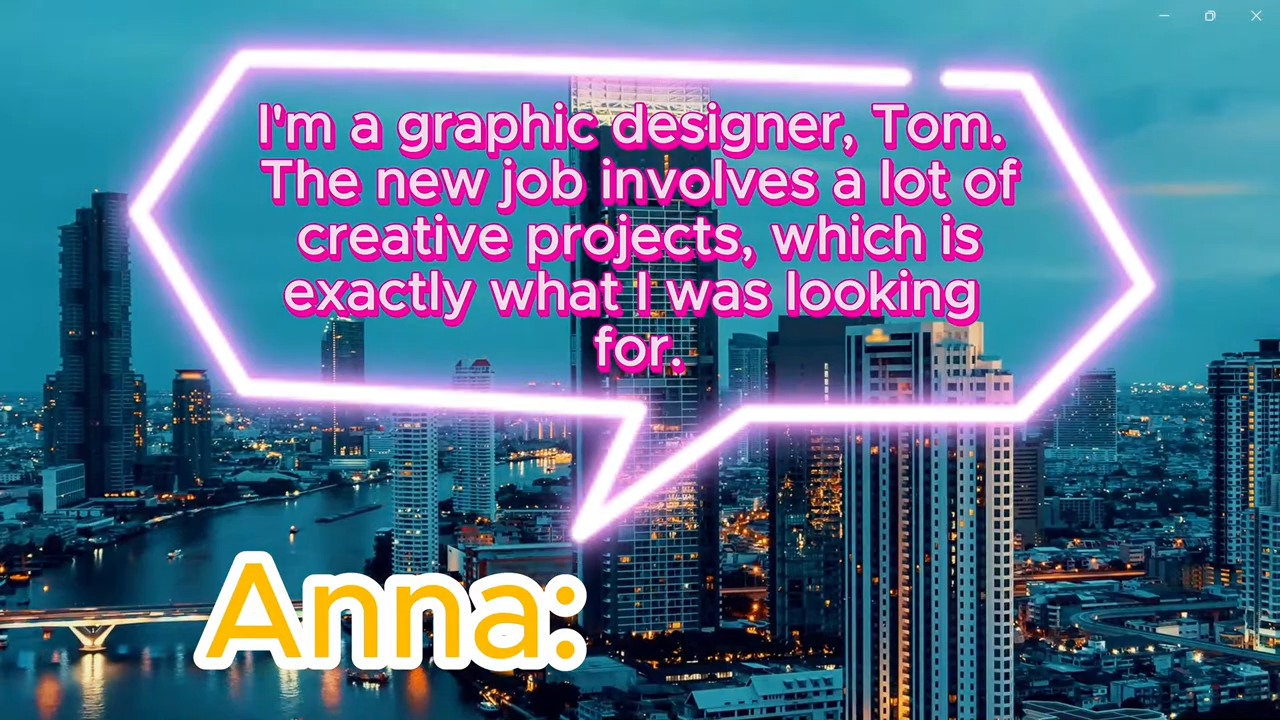 I'm a graphic designer, Tom.
The new job involves a lot of
creative projects, which is
exactly what I was looking
for.
Anna: